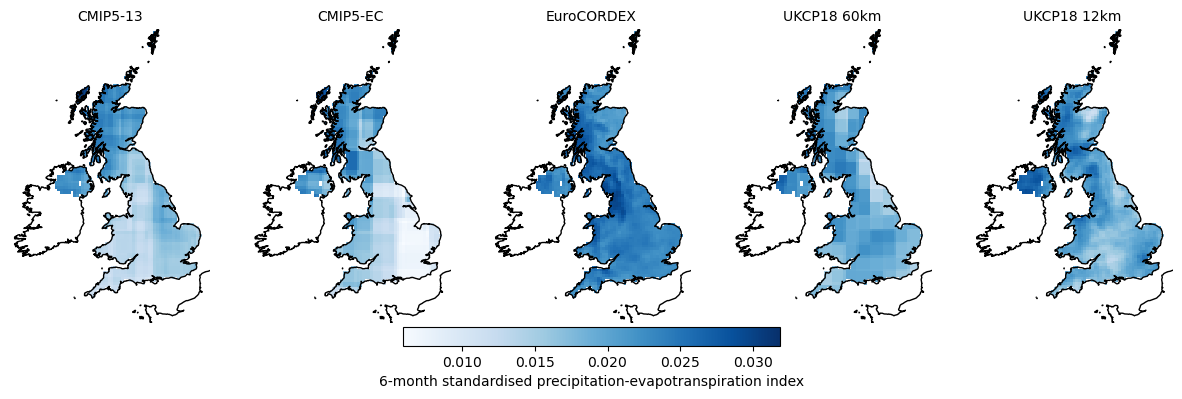 CMIP5-13
CMIP5-EC
EuroCORDEX
UKCP18 60km
UKCP18 12km
0.010 0.015 0.020 0.025 0.030
6-month standardised precipitation-evapotranspiration index